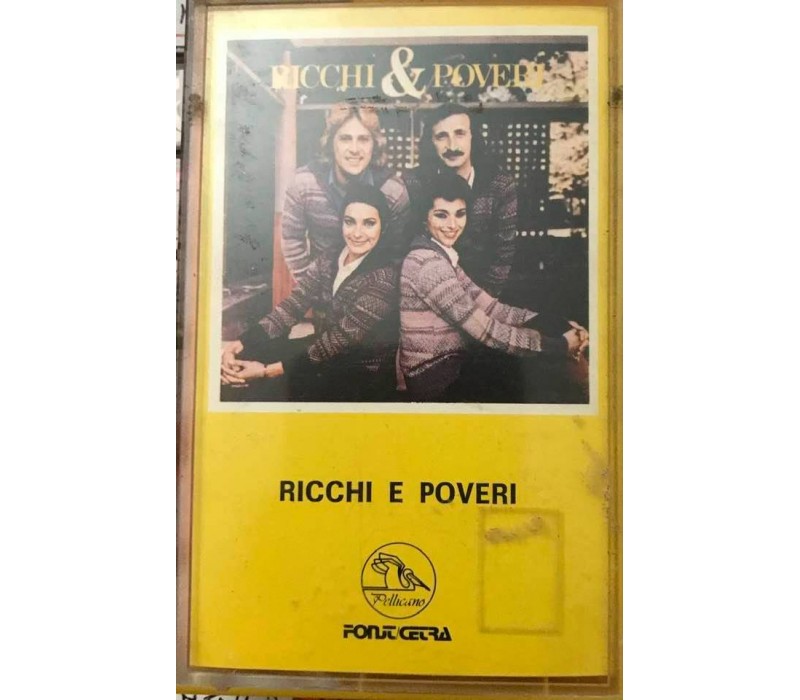 RICCHI & POVERI
RICCHI E POVERI
Pellicano
FONIT/CETRA